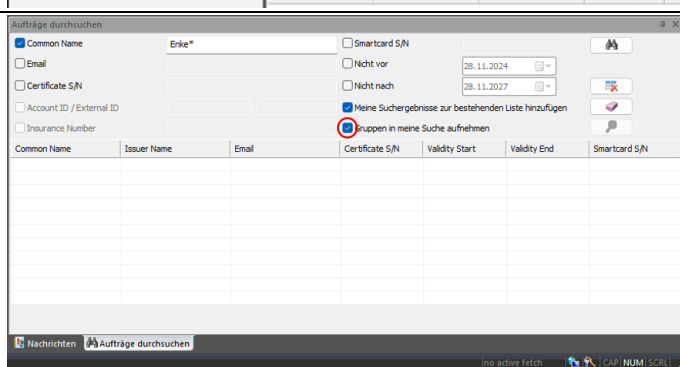 Aufträge durchsuchen
Common Name Enke* Smartcard S/N
Email Nicht vor 28.11.2024
Certificate S/N Nicht nach 28.11.2027
Account ID / External ID Meine Suchergebnisse zur bestehenden Liste hinzufügen
Insurance Number Gruppen in meine Suche aufnehmen
Common Name Issuer Name Email Certificate S/N Validity Start Validity End Smartcard S/N
Nachrichten Aufträge durchsuchen
no active fetch CAP NUM SCRL